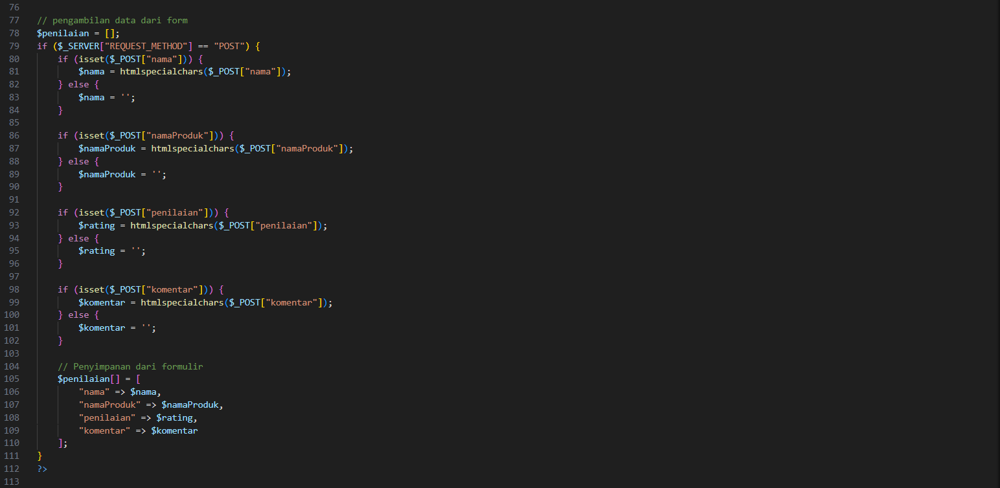 76
77 // pengambilan data dari form
78 $penilaian = [];
79 if ($_SERVER["REQUEST_METHOD"] == "POST") {
80     if (isset($_POST["nama"])) {
81         $nama = htmlspecialchars($_POST["nama"]);
82     } else {
83         $nama = '';
84     }
85
86     if (isset($_POST["namaProduk"])) {
87         $namaProduk = htmlspecialchars($_POST["namaProduk"]);
88     } else {
89         $namaProduk = '';
90     }
91
92     if (isset($_POST["penilaian"])) {
93         $rating = htmlspecialchars($_POST["penilaian"]);
94     } else {
95         $rating = '';
96     }
97
98     if (isset($_POST["komentar"])) {
99         $komentar = htmlspecialchars($_POST["komentar"]);
100     } else {
101         $komentar = '';
102     }
103
104     // Penyimpanan dari formulir
105     $penilaian[] = [
106         "nama" => $nama,
107         "namaProduk" => $namaProduk,
108         "penilaian" => $rating,
109         "komentar" => $komentar
110     ];
111 }
112 ?>
113